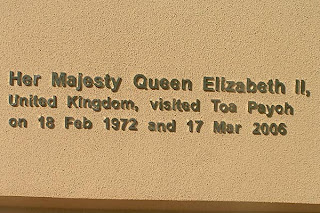 Her Majesty Queen Elizabeth II,
United Kingdom, visited Toa Payoh
on 18 Feb 1972 and 17 Mar 2006